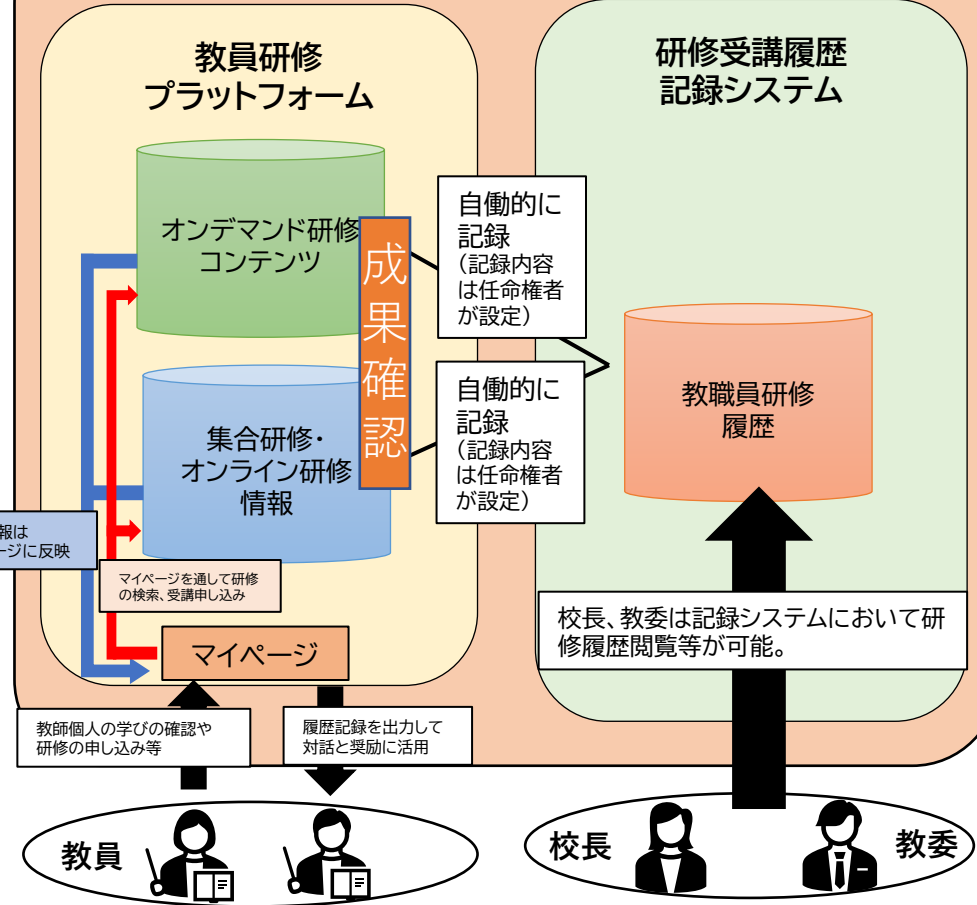 教員研修
プラットフォーム
研修受講履歴
記録システム
オンデマンド研修
コンテンツ
成果確認
自働的に
記録
(記録内容
は任命権者
が設定)
集合研修・
オンライン研修
情報
自働的に
記録
(記録内容
は任命権者
が設定)
教職員研修
履歴
報は
ージに反映
マイページを通して研修
の検索、受講申し込み
マイページ
校長、教委は記録システムにおいて研
修履歴閲覧等が可能。
教師個人の学びの確認や
研修の申し込み等
履歴記録を出力して
対話と奨励に活用
教員
校長
教委